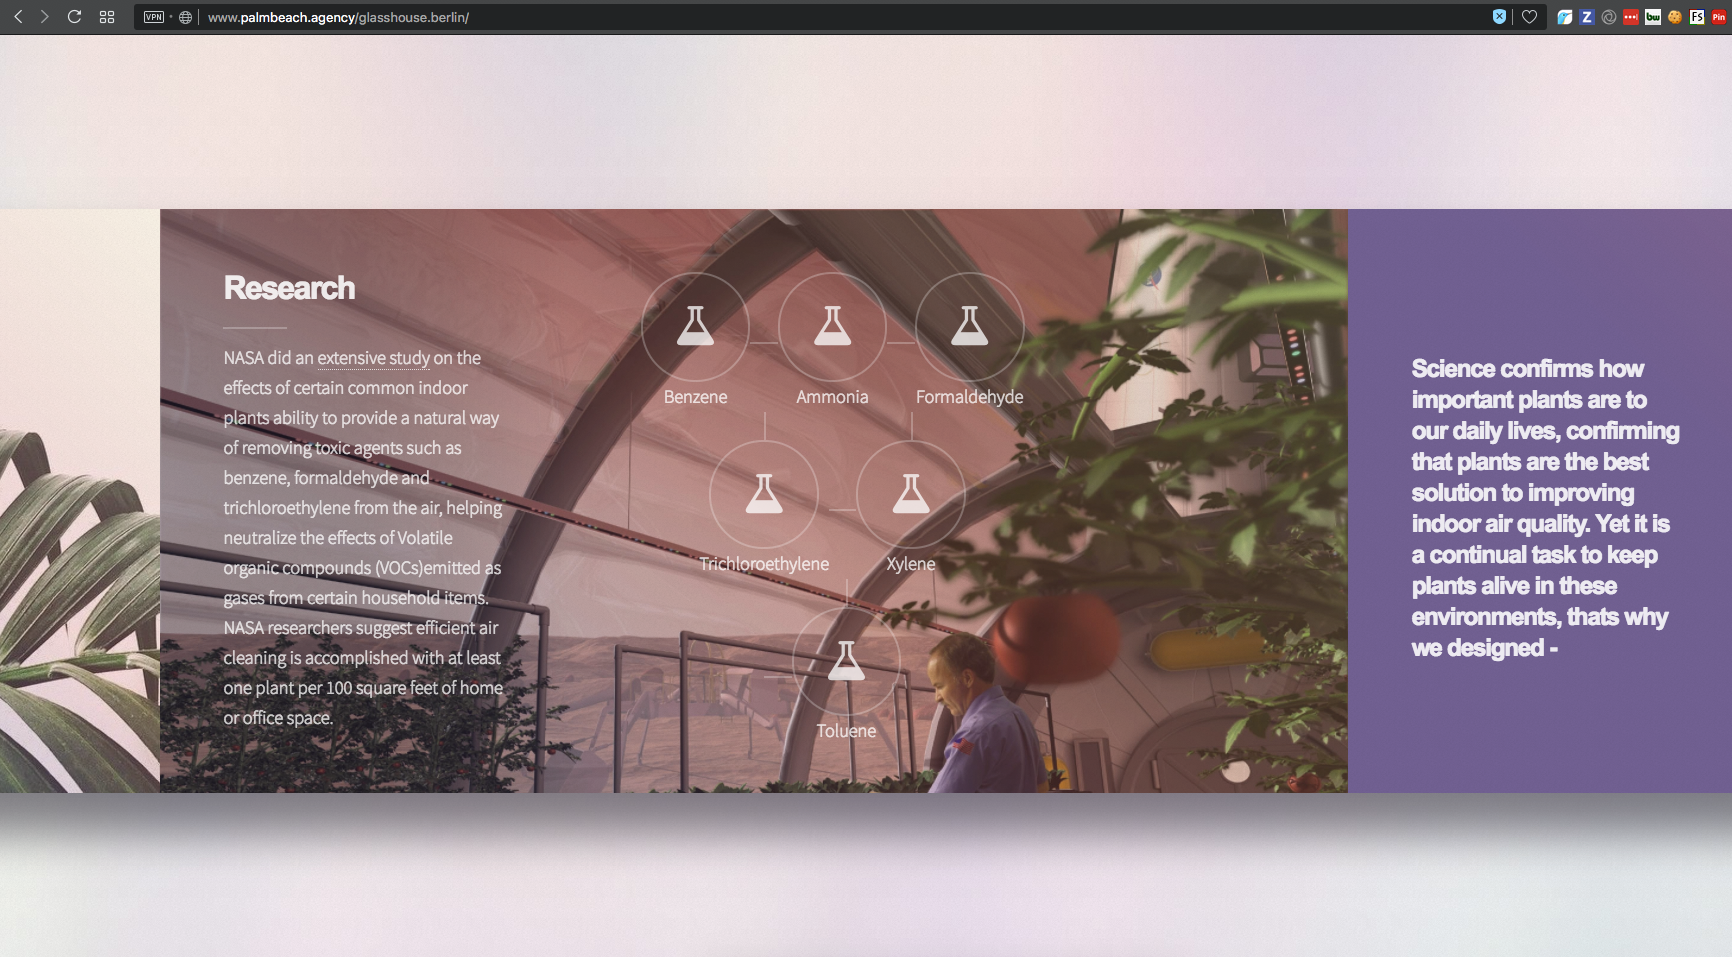 VPN
www.palmbeach.agency/glasshouse.berlin/
Z
bw
FS
Pin
Research
NASA did an extensive study on the
effects of certain common indoor
plants ability to provide a natural way
of removing toxic agents such as
benzene, formaldehyde and
trichloroethylene from the air, helping
neutralize the effects of Volatile
organic compounds (VOCs)emitted as
gases from certain household items.
NASA researchers suggest efficient air
cleaning is accomplished with at least
one plant per 100 square feet of home
or office space.
Benzene
Ammonia
Formaldehyde
Trichloroethylene
Xylene
Toluene
Science confirms how
important plants are to
our daily lives, confirming
that plants are the best
solution to improving
indoor air quality. Yet it is
a continual task to keep
plants alive in these
environments, thats why
we designed -